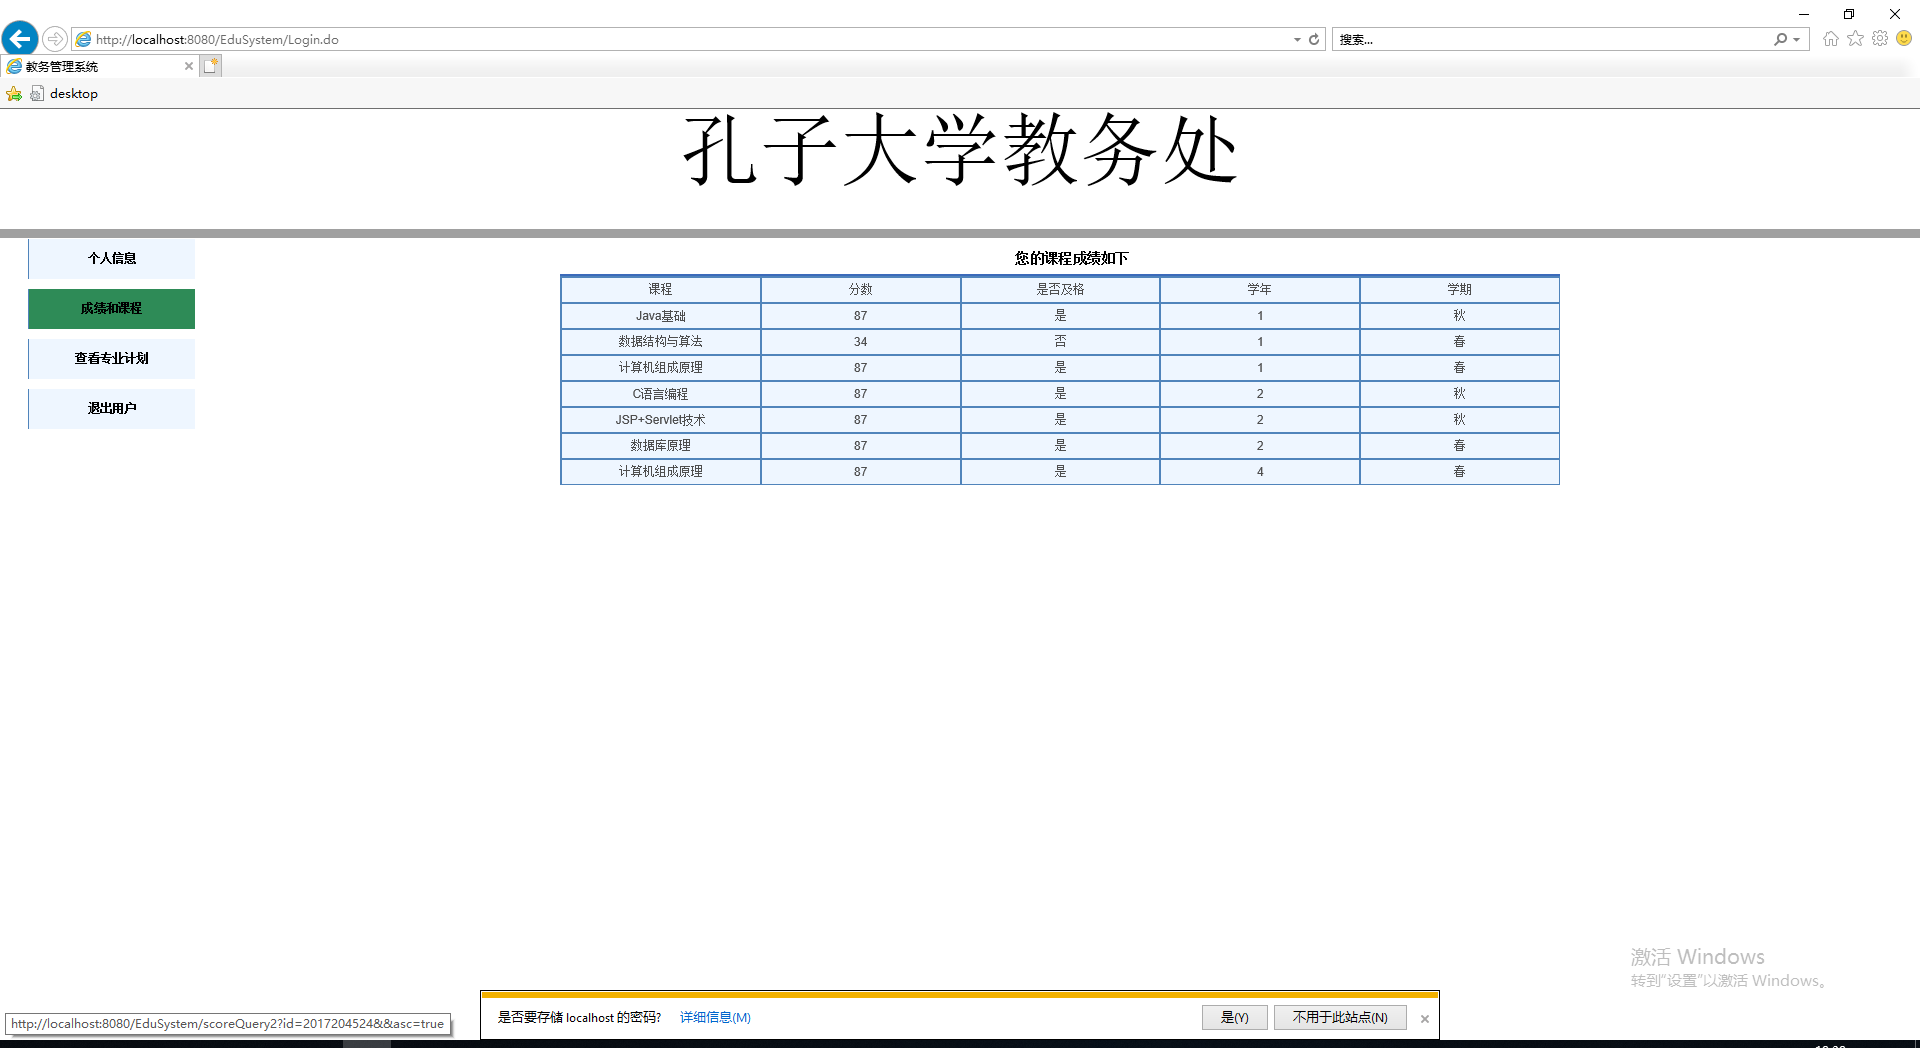 http://localhost:8080/EduSystem/Login.do
搜索...
教务管理系统
desktop
孔子大学教务处
个人信息
成绩和课程
查看专业计划
退出用户
您的课程成绩如下
课程 分数 是否及格 学年 学期
Java基础 87 是 1 秋
数据结构与算法 34 否 1 春
计算机组成原理 87 是 1 春
C语言编程 87 是 2 秋
JSP+Servlet技术 87 是 2 秋
数据库原理 87 是 2 春
计算机组成原理 87 是 4 春
激活 Windows
转到“设置”以激活 Windows。
是否要存储 localhost 的密码? 详细信息(M) 是(Y) 不用于此站点(N)
http://localhost:8080/EduSystem/scoreQuery2?id=2017204524&&asc=true